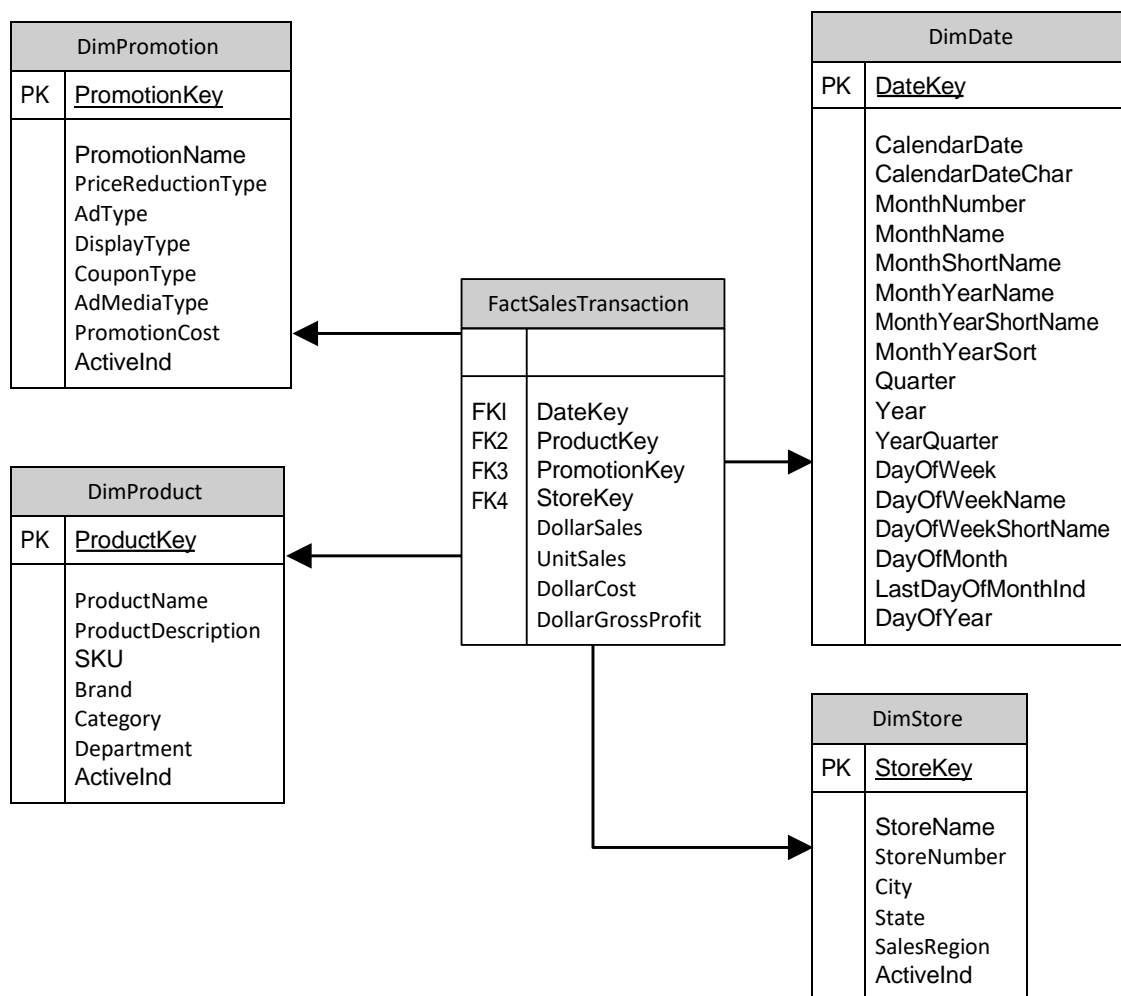 DimPromotion
PK PromotionKey
PromotionName
PriceReductionType
AdType
DisplayType
CouponType
AdMediaType
PromotionCost
ActiveInd
DimProduct
PK ProductKey
ProductName
ProductDescription
SKU
Brand
Category
Department
ActiveInd
FactSalesTransaction
FKI DateKey
FK2 ProductKey
FK3 PromotionKey
FK4 StoreKey
DollarSales
UnitSales
DollarCost
DollarGrossProfit
DimDate
PK DateKey
CalendarDate
CalendarDateChar
MonthNumber
MonthName
MonthShortName
MonthYearName
MonthYearShortName
MonthYearSort
Quarter
Year
YearQuarter
DayOfWeek
DayOfWeekName
DayOfWeekShortName
DayOfMonth
LastDayOfMonthInd
DayOfYear
DimStore
PK StoreKey
StoreName
StoreNumber
City
State
SalesRegion
ActiveInd